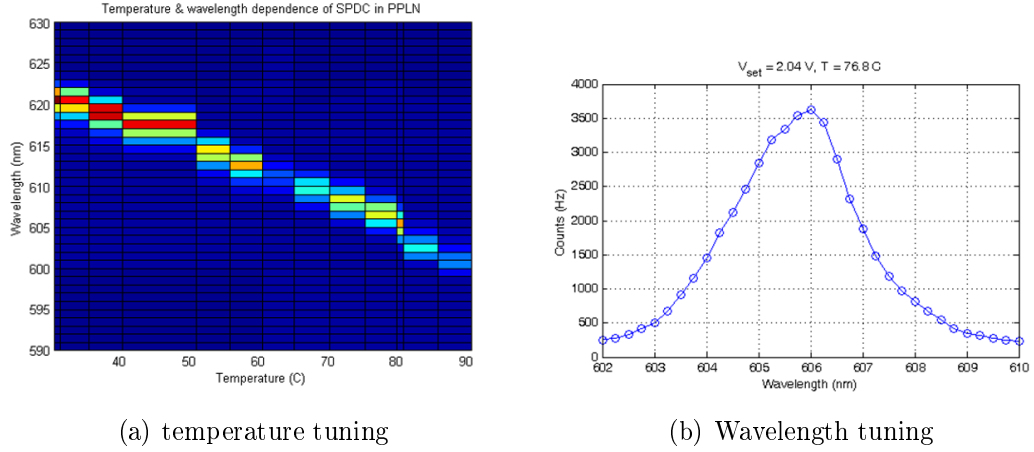 Temperature & wavelength dependence of SPDC in PPLN
630
625
620
615
610
605
600
595
590
Wavelength (nm)
40 50 60 70 80 90
Temperature (C)
(a) temperature tuning
V_set = 2.04 V, T = 76.8 C
4000
3500
3000
2500
2000
1500
1000
500
0
Counts (Hz)
602 603 604 605 606 607 608 609 610
Wavelength (nm)
(b) Wavelength tuning